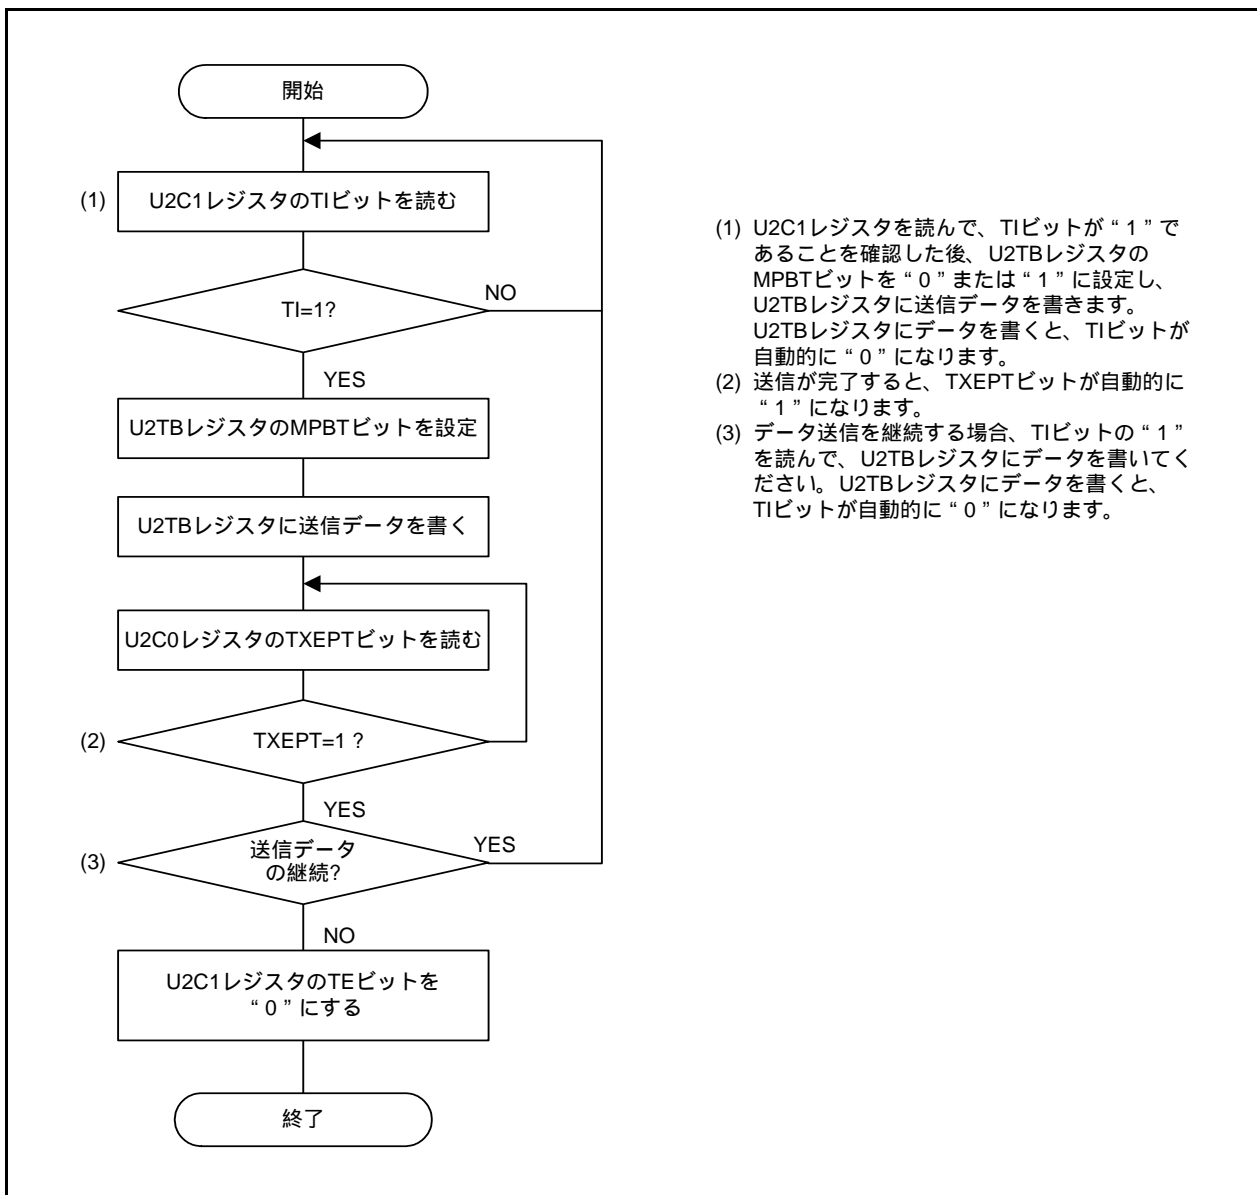 開始
(1) U2C1レジスタのTIビットを読む
TI=1?
NO
YES
U2TBレジスタのMPBTビットを設定
U2TBレジスタに送信データを書く
U2C0レジスタのTXEPTビットを読む
(2) TXEPT=1 ?
YES
(3) 送信データ
の継続?
YES
NO
U2C1レジスタのTEビットを
“ 0 ” にする
終了
(1) U2C1レジスタを読んで、TIビットが “ 1 ” で
あることを確認した後、U2TBレジスタの
MPBTビットを “ 0 ” または “ 1 ” に設定し、
U2TBレジスタに送信データを書きます。
U2TBレジスタにデータを書くと、TIビットが
自動的に “ 0 ” になります。
(2) 送信が完了すると、TXEPTビットが自動的に
“ 1 ” になります。
(3) データ送信を継続する場合、TIビットの “ 1 ”
を読んで、U2TBレジスタにデータを書いてく
ださい。U2TBレジスタにデータを書くと、
TIビットが自動的に “ 0 ” になります。